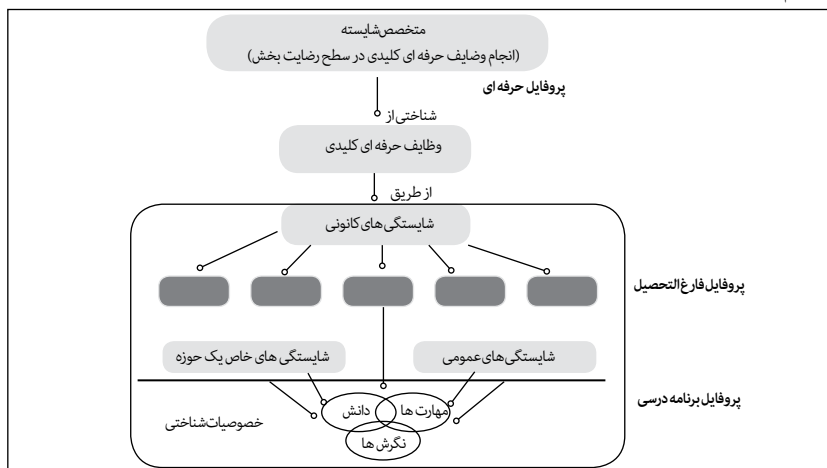 متخصص شایسته
(انجام وضایف حرفه ای کلیدی در سطح رضایت بخش)
پروفایل حرفه ای
شناختی از
وظایف حرفه ای کلیدی
از طریق
شایستگی های کانونی
پروفایل فارغ التحصیل
شایستگی های عمومی
شایستگی های خاص یک حوزه
پروفایل برنامه درسی
مهارت ها
دانش
خصوصیات شناختی
نگرش ها